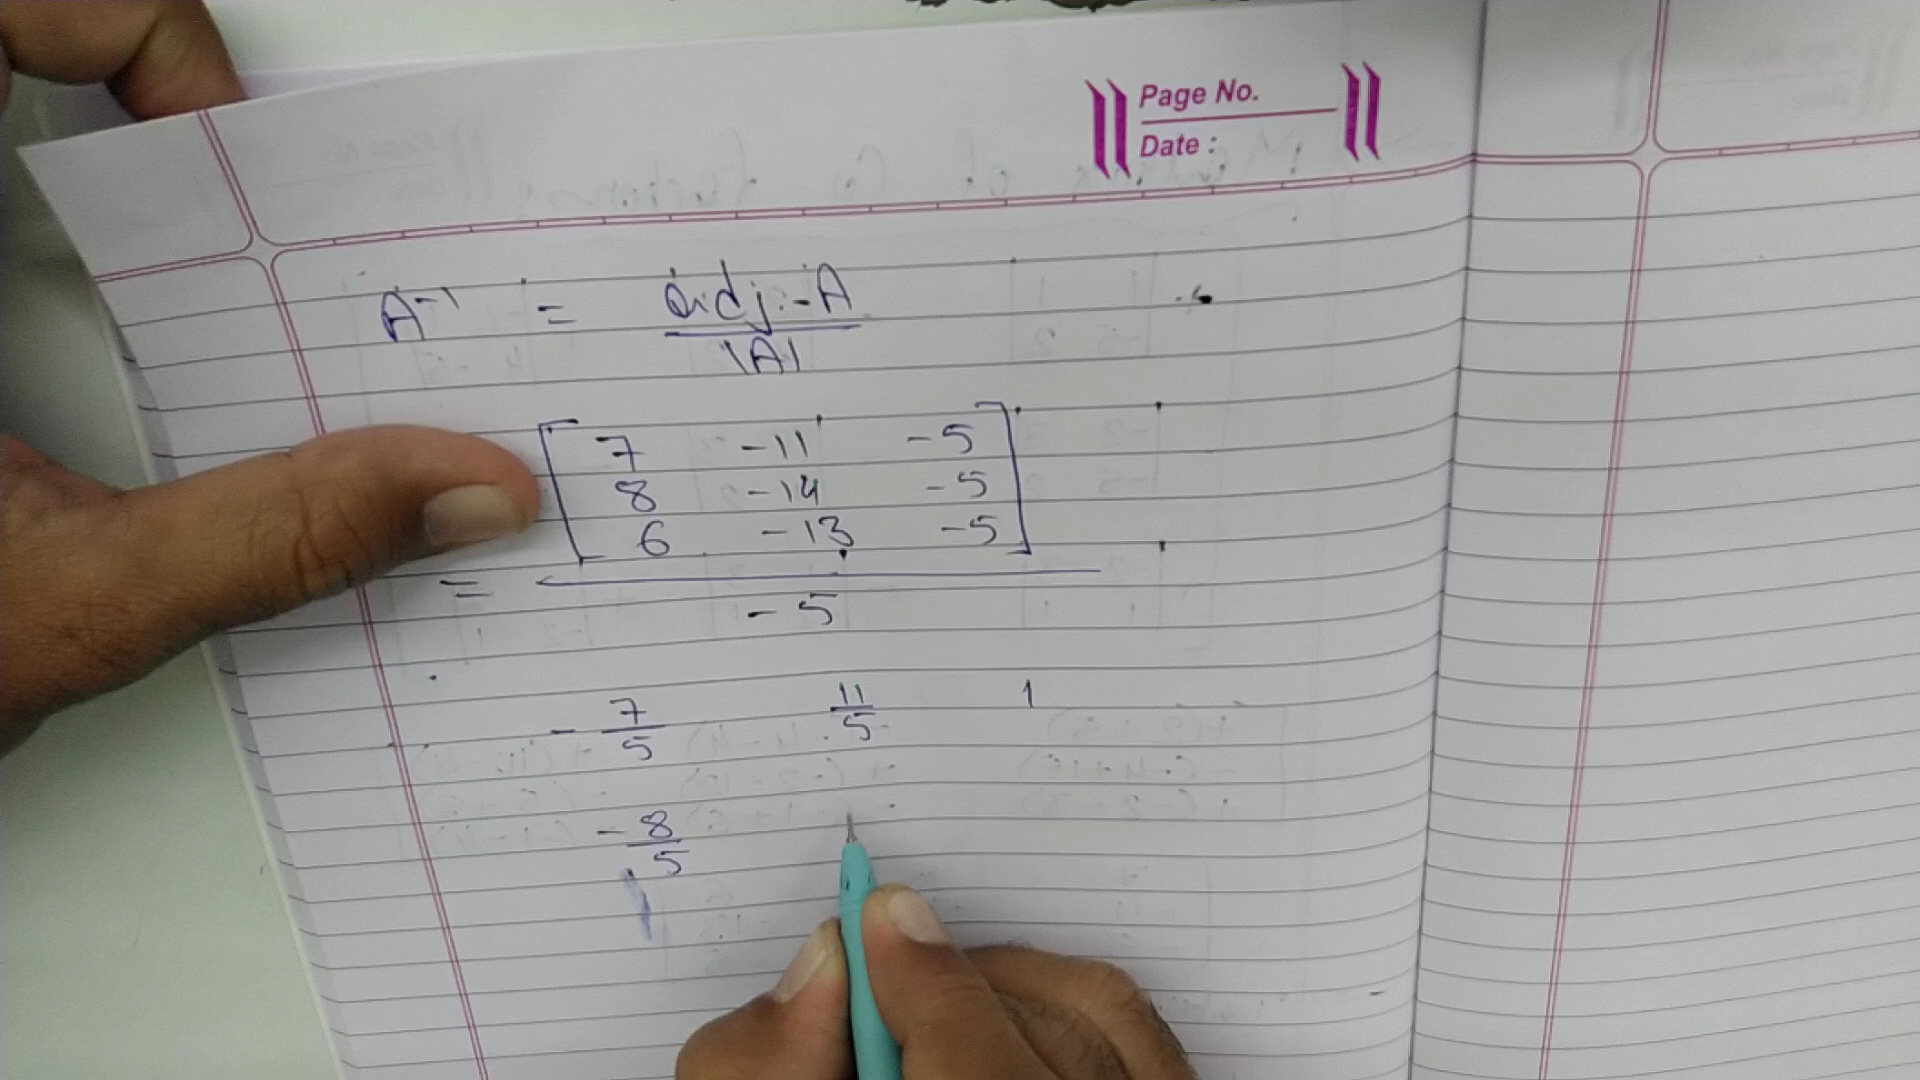 Page No.
Date :
A⁻¹ = adj.-A
|A|
7 -11 -5
8 -14 -5
6 -13 -5
=
-5
- 7/5 11/5 1
-8/5